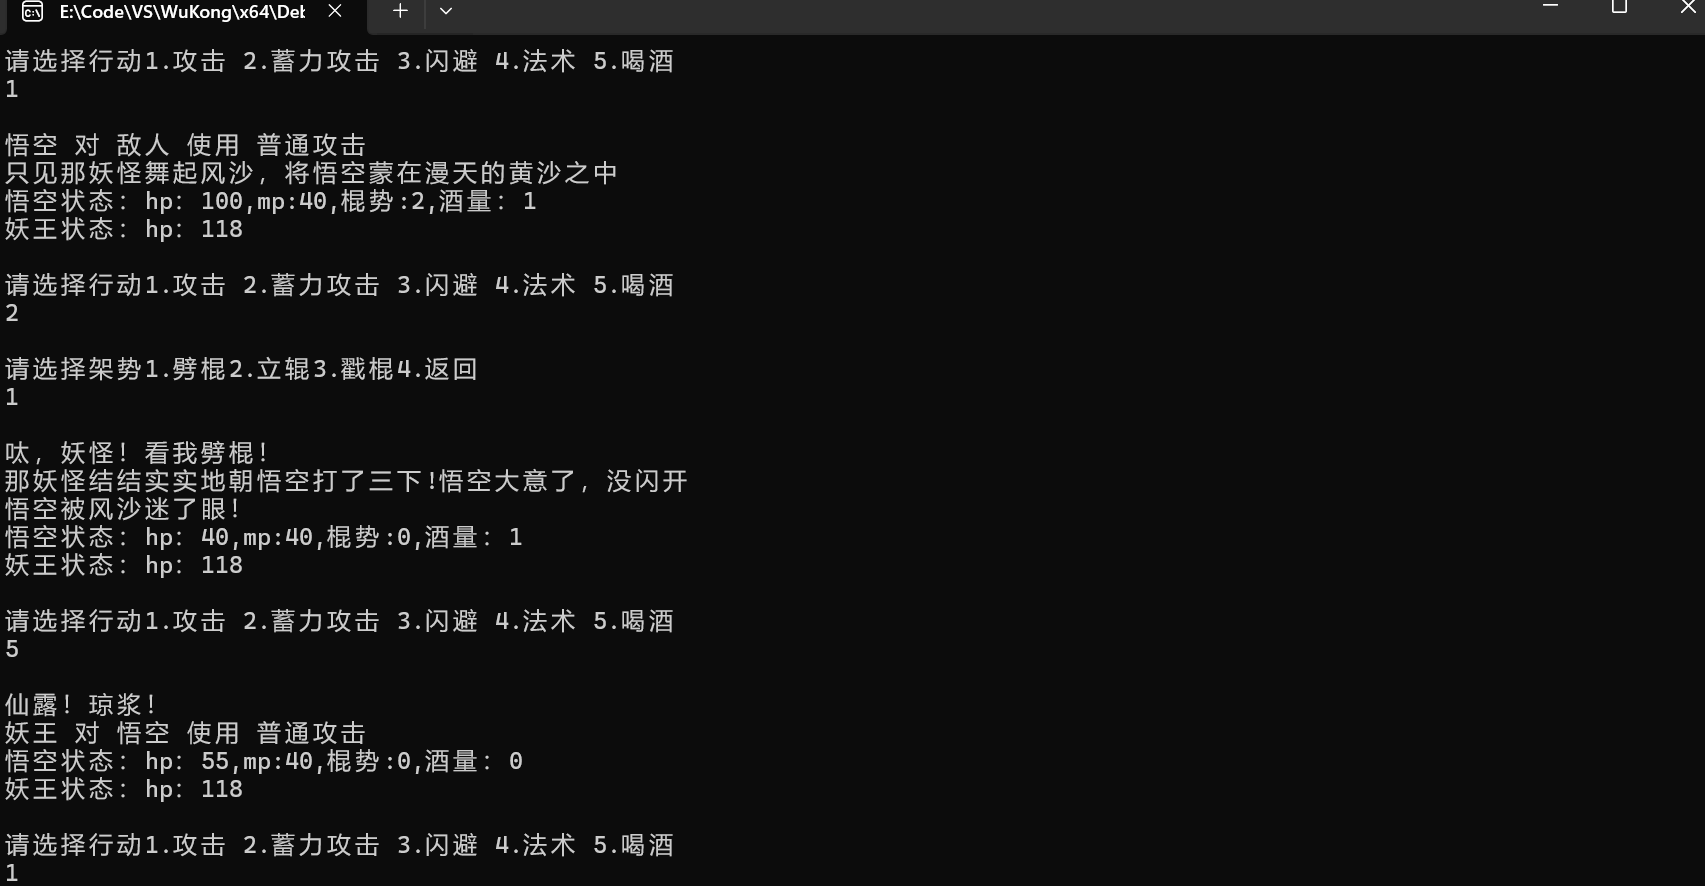 E:\Code\VS\WuKong\x64\Deb
请选择行动1.攻击 2.蓄力攻击 3.闪避 4.法术 5.喝酒
1
悟空 对 敌人 使用 普通攻击
只见那妖怪舞起风沙，将悟空蒙在漫天的黄沙之中
悟空状态：hp：100,mp:40,棍势:2,酒量：1
妖王状态：hp：118
请选择行动1.攻击 2.蓄力攻击 3.闪避 4.法术 5.喝酒
2
请选择架势1.劈棍2.立辊3.戳棍4.返回
1
呔，妖怪！看我劈棍！
那妖怪结结实实地朝悟空打了三下!悟空大意了，没闪开
悟空被风沙迷了眼！
悟空状态：hp：40,mp:40,棍势:0,酒量：1
妖王状态：hp：118
请选择行动1.攻击 2.蓄力攻击 3.闪避 4.法术 5.喝酒
5
仙露！琼浆！
妖王 对 悟空 使用 普通攻击
悟空状态：hp：55,mp:40,棍势:0,酒量：0
妖王状态：hp：118
请选择行动1.攻击 2.蓄力攻击 3.闪避 4.法术 5.喝酒
1